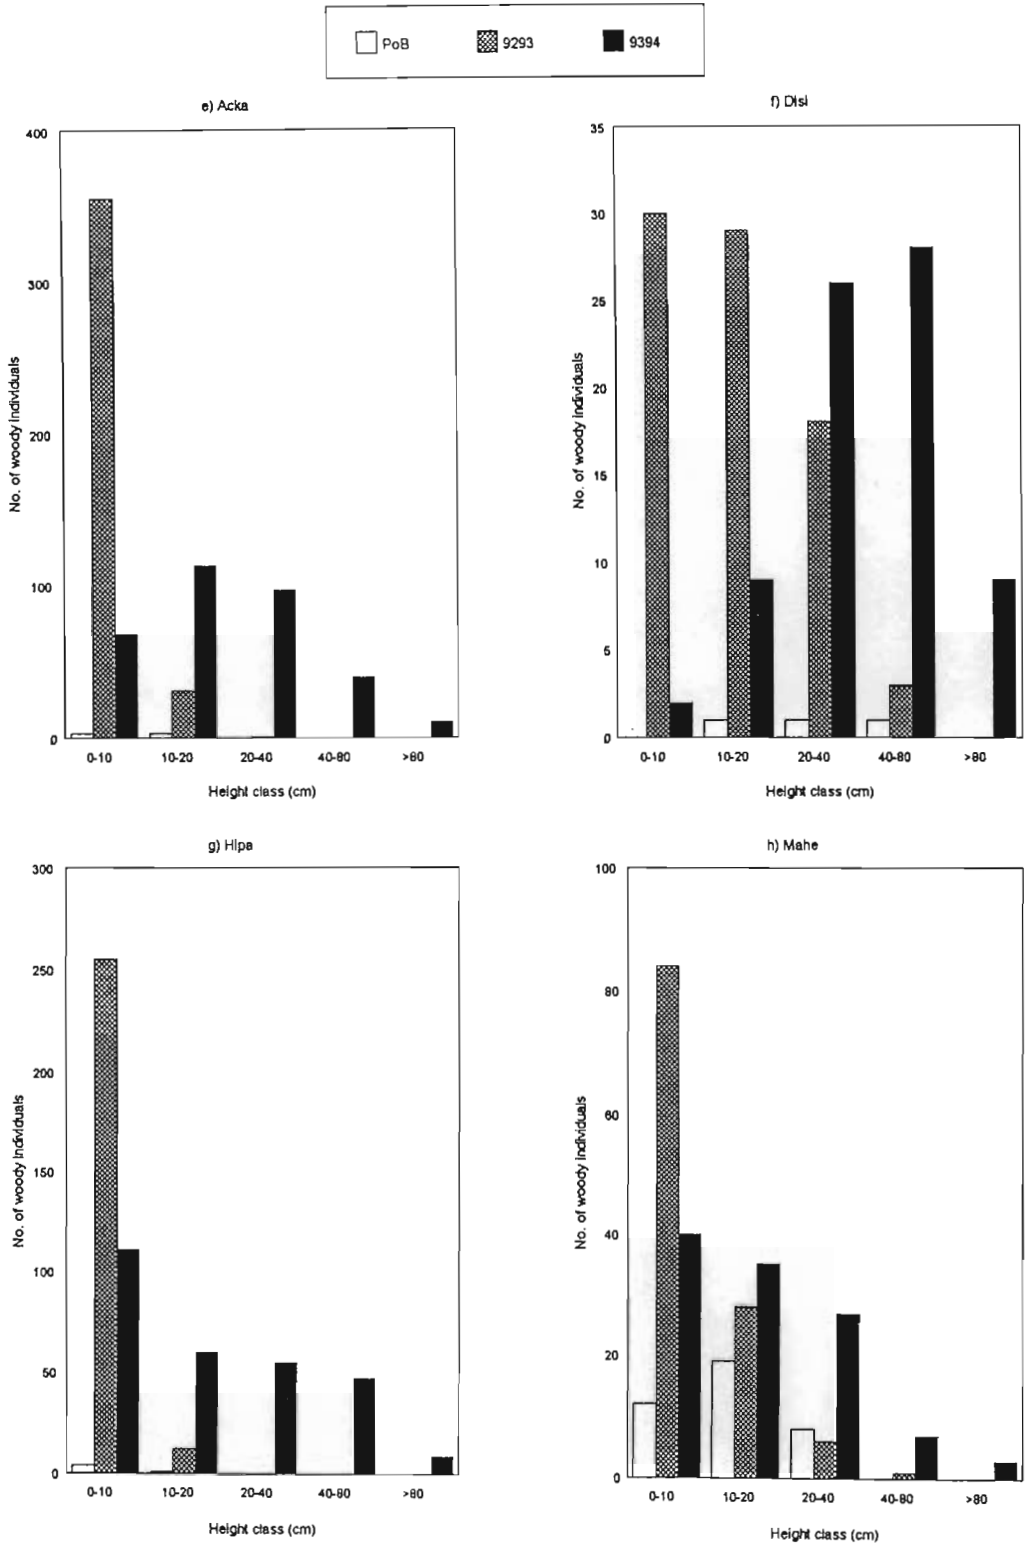 PoB 9293 9394
e) Acka
400
300
200
100
0
No. of woody individuals
0-10 10-20 20-40 40-80 >80
Height class (cm)
f) Disi
35
30
25
20
15
10
5
0
No. of woody individuals
0-10 10-20 20-40 40-80 >80
Height class (cm)
g) Hipa
300
250
200
150
100
50
0
No. of woody individuals
0-10 10-20 20-40 40-80 >80
Height class (cm)
h) Mahe
100
80
60
40
20
0
No. of woody individuals
0-10 10-20 20-40 40-80 >80
Height class (cm)